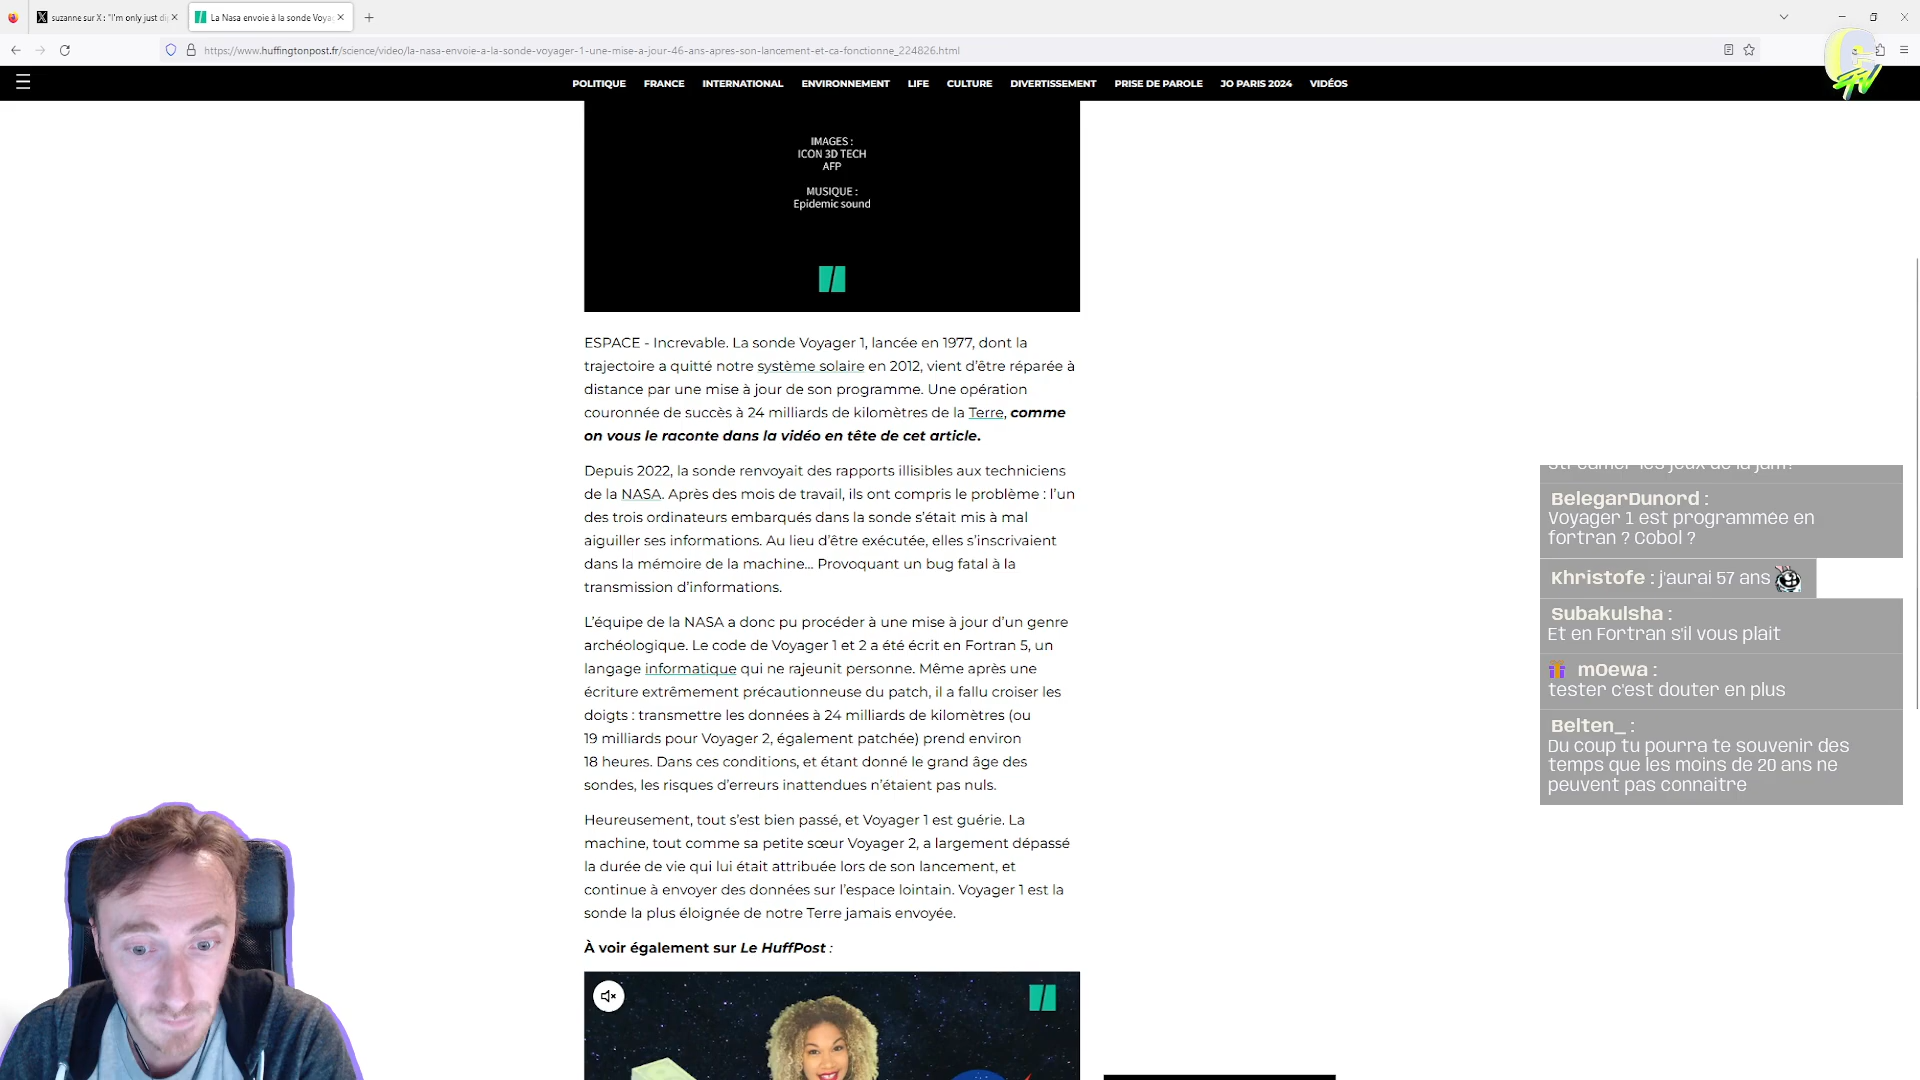 suzanne sur X : "I'm only just di
La Nasa envoie à la sonde Voya
https://www.huffingtonpost.fr/science/video/la-nasa-envoie-a-la-sonde-voyager-1-une-mise-a-jour-46-ans-apres-son-lancement-et-ca-fonctionne_224826.html
POLITIQUE FRANCE INTERNATIONAL ENVIRONNEMENT LIFE CULTURE DIVERTISSEMENT PRISE DE PAROLE JO PARIS 2024 VIDÉOS
IMAGES :
ICON 3D TECH
AFP
MUSIQUE :
Epidemic sound
ESPACE - Increvable. La sonde Voyager 1, lancée en 1977, dont la
trajectoire a quitté notre système solaire en 2012, vient d'être réparée à
distance par une mise à jour de son programme. Une opération
couronnée de succès à 24 milliards de kilomètres de la Terre, comme
on vous le raconte dans la vidéo en tête de cet article.
Depuis 2022, la sonde renvoyait des rapports illisibles aux techniciens
de la NASA. Après des mois de travail, ils ont compris le problème : l'un
des trois ordinateurs embarqués dans la sonde s'était mis à mal
aiguiller ses informations. Au lieu d'être exécutée, elles s'inscrivaient
dans la mémoire de la machine... Provoquant un bug fatal à la
transmission d'informations.
L'équipe de la NASA a donc pu procéder à une mise à jour d'un genre
archéologique. Le code de Voyager 1 et 2 a été écrit en Fortran 5, un
langage informatique qui ne rajeunit personne. Même après une
écriture extrêmement précautionneuse du patch, il a fallu croiser les
doigts : transmettre les données à 24 milliards de kilomètres (ou
19 milliards pour Voyager 2, également patchée) prend environ
18 heures. Dans ces conditions, et étant donné le grand âge des
sondes, les risques d'erreurs inattendues n'étaient pas nuls.
Heureusement, tout s'est bien passé, et Voyager 1 est guérie. La
machine, tout comme sa petite sœur Voyager 2, a largement dépassé
la durée de vie qui lui était attribuée lors de son lancement, et
continue à envoyer des données sur l'espace lointain. Voyager 1 est la
sonde la plus éloignée de notre Terre jamais envoyée.
À voir également sur Le HuffPost :
streamer les jeux de la jam?
BelegarDunord :
Voyager 1 est programmée en
fortran ? Cobol ?
Khristofe : j'aurai 57 ans
Subakulsha :
Et en Fortran s'il vous plait
m0ewa :
tester c'est douter en plus
Belten_ :
Du coup tu pourra te souvenir des
temps que les moins de 20 ans ne
peuvent pas connaitre